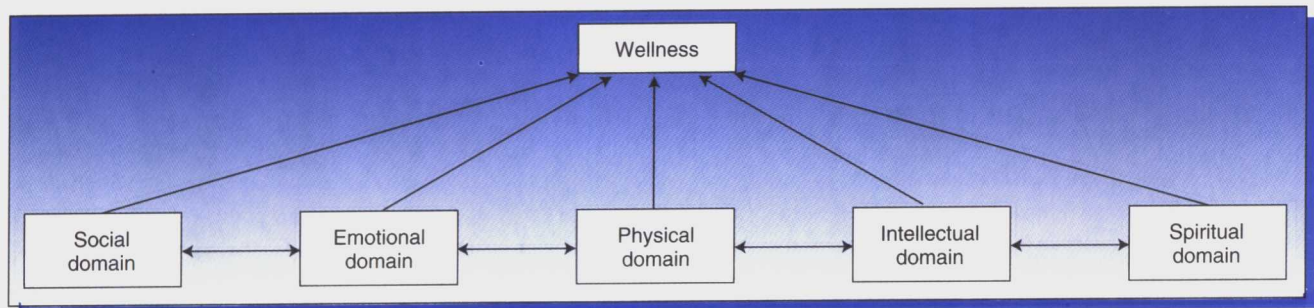 Wellness
Social
domain
Emotional
domain
Physical
domain
Intellectual
domain
Spiritual
domain